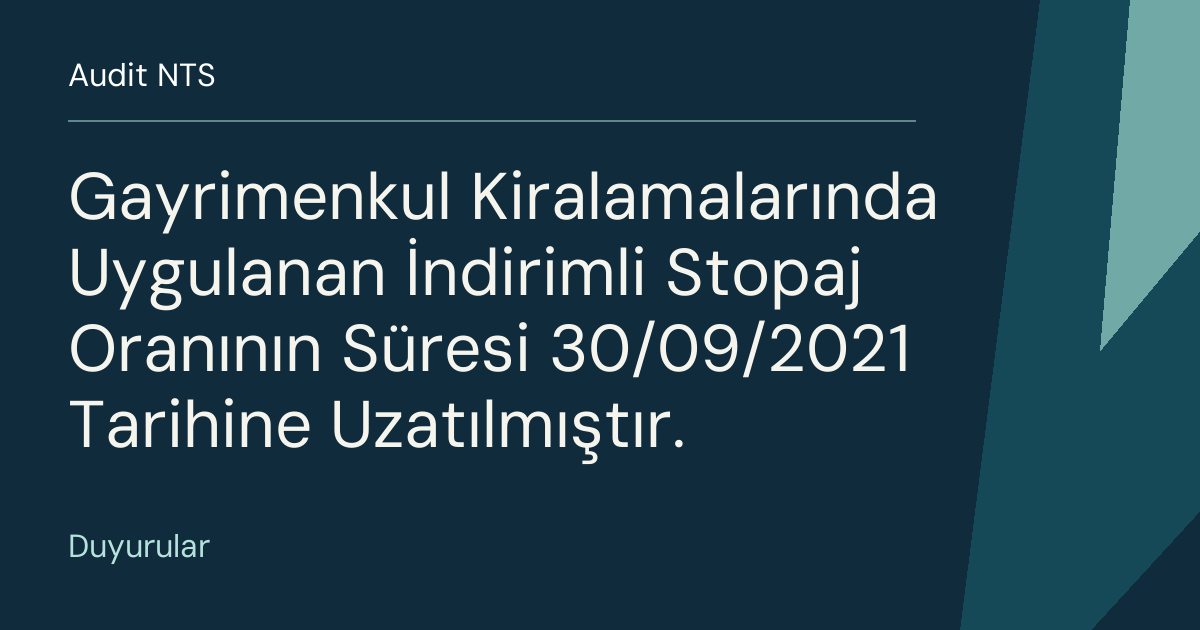 Audit NTS
Gayrimenkul Kiralamalarında
Uygulanan İndirimli Stopaj
Oranının Süresi 30/09/2021
Tarihine Uzatılmıştır.
Duyurular